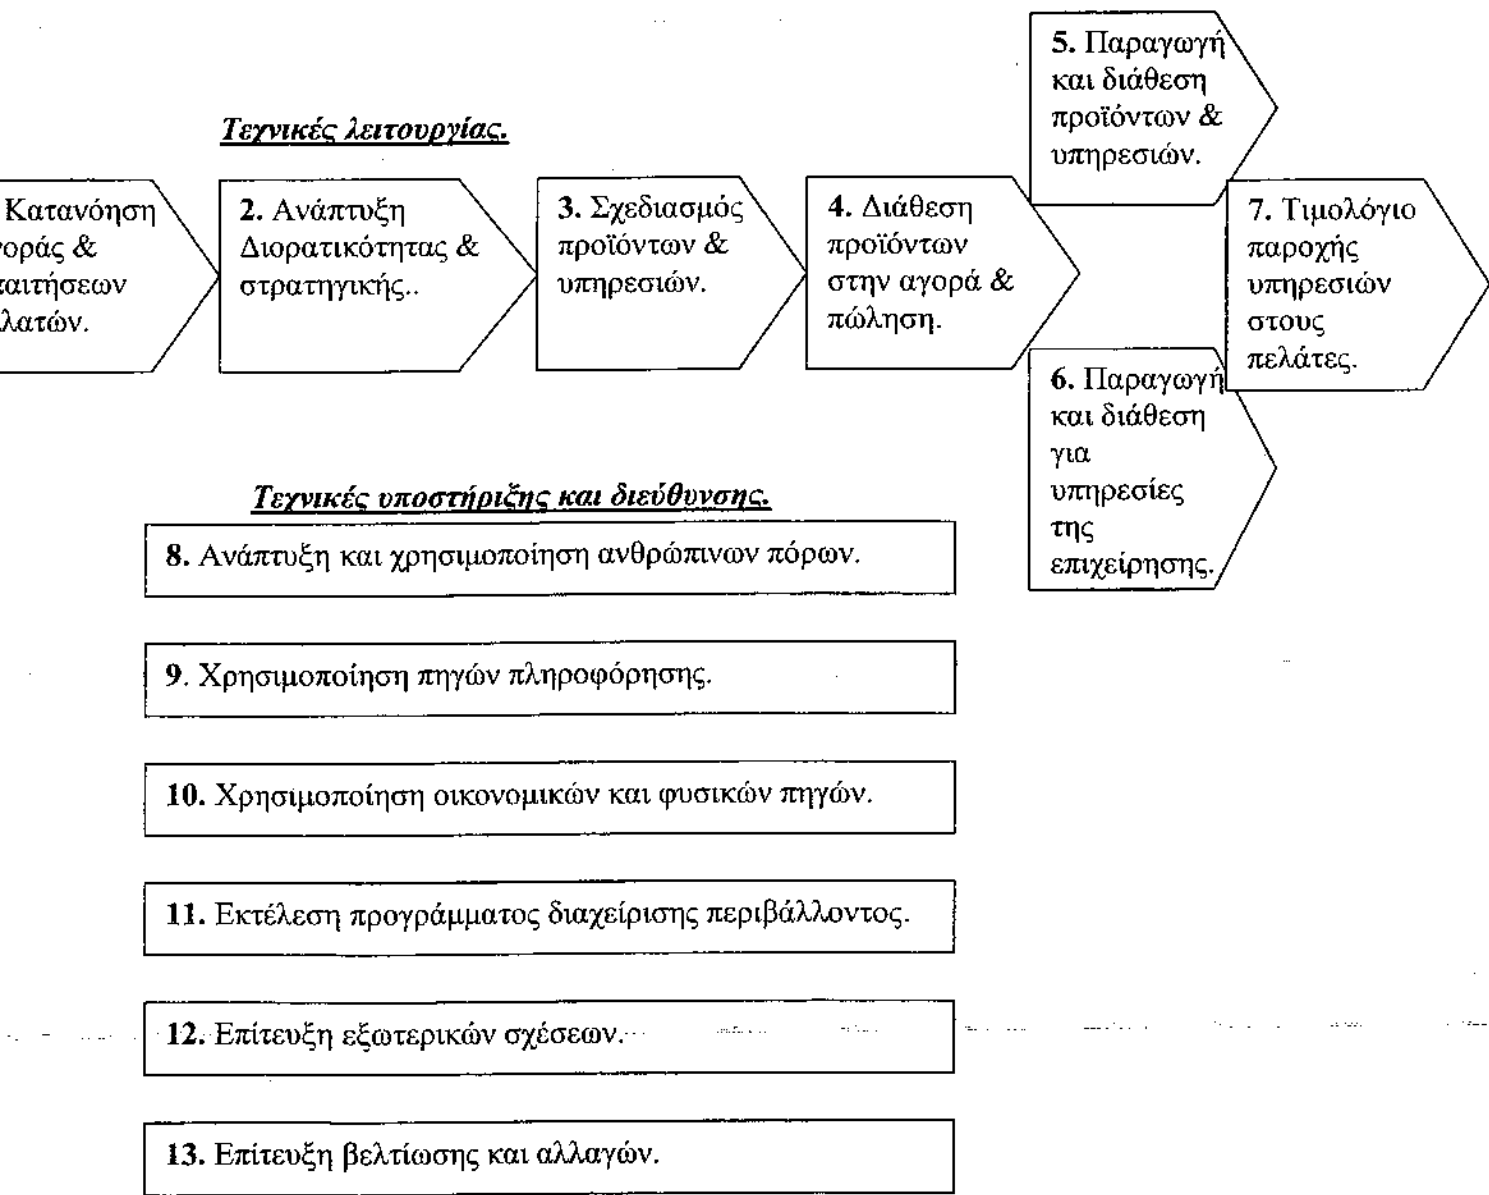 Τεχνικές λειτουργίας.
Κατανόηση
&
λατών.
2. Ανάπτυξη
Διορατικότητας &
στρατηγικής..
3. Σχεδιασμός
προϊόντων &
υπηρεσιών.
4. Διάθεση
προϊόντων
στην αγορά &
πώληση.
5. Παραγωγή
και διάθεση
προϊόντων &
υπηρεσιών.
6. Παραγωγή
και διάθεση
για
υπηρεσίες
της
επιχείρησης.
7. Τιμολόγιο
παροχής
υπηρεσιών
στους
πελάτες.
Τεχνικές υποστήριξης και διεύθυνσης.
8. Ανάπτυξη και χρησιμοποίηση ανθρώπινων πόρων.
9. Χρησιμοποίηση πηγών πληροφόρησης.
10. Χρησιμοποίηση οικονομικών και φυσικών πηγών.
11. Εκτέλεση προγράμματος διαχείρισης περιβάλλοντος.
12. Επίτευξη εξωτερικών σχέσεων.
13. Επίτευξη βελτίωσης και αλλαγών.